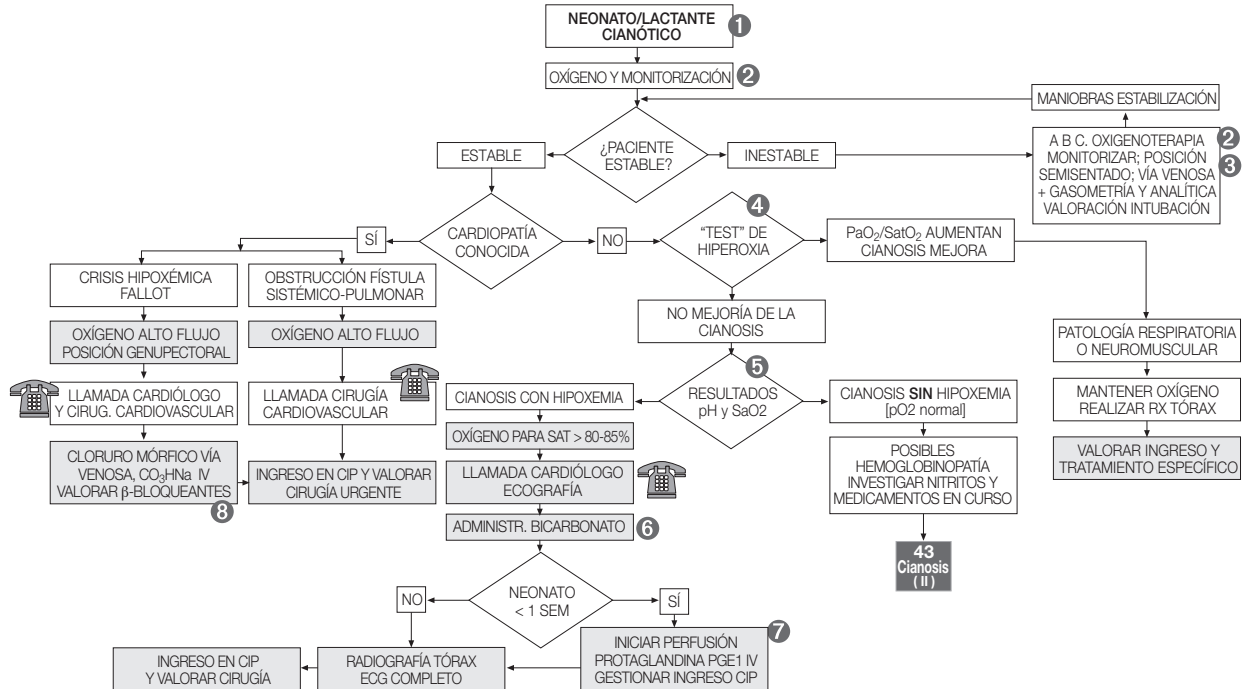 NEONATO/LACTANTE
CIANÓTICO
1
OXÍGENO Y MONITORIZACIÓN
2
MANIOBRAS ESTABILIZACIÓN
¿PACIENTE
ESTABLE?
ESTABLE
INESTABLE
A B C. OXIGENOTERAPIA
MONITORIZAR; POSICIÓN
SEMISENTADO; VÍA VENOSA
+ GASOMETRÍA Y ANALÍTICA
VALORACIÓN INTUBACIÓN
2
3
CARDIOPATÍA
CONOCIDA
SÍ
NO
4
"TEST" DE
HIPEROXIA
PaO₂/SatO₂ AUMENTAN
CIANOSIS MEJORA
CRISIS HIPOXÉMICA
FALLOT
OXÍGENO ALTO FLUJO
POSICIÓN GENUPECTORAL
LLAMADA CARDIÓLOGO
Y CIRUG. CARDIOVASCULAR
CLORURO MÓRFICO VÍA
VENOSA, CO₃HNa IV
VALORAR β-BLOQUEANTES
8
OBSTRUCCIÓN FÍSTULA
SISTÉMICO-PULMONAR
OXÍGENO ALTO FLUJO
LLAMADA CIRUGÍA
CARDIOVASCULAR
INGRESO EN CIP Y VALORAR
CIRUGÍA URGENTE
NO MEJORÍA DE LA
CIANOSIS
5
RESULTADOS
pH y SaO2
CIANOSIS CON HIPOXEMIA
OXÍGENO PARA SAT > 80-85%
LLAMADA CARDIÓLOGO
ECOGRAFÍA
ADMINISTR. BICARBONATO
6
CIANOSIS SIN HIPOXEMIA
[pO2 normal]
POSIBLES
HEMOGLOBINOPATÍA
INVESTIGAR NITRITOS Y
MEDICAMENTOS EN CURSO
43
Cianosis
( II )
PATOLOGÍA RESPIRATORIA
O NEUROMUSCULAR
MANTENER OXÍGENO
REALIZAR RX TÓRAX
VALORAR INGRESO Y
TRATAMIENTO ESPECÍFICO
NEONATO
< 1 SEM
NO
SÍ
7
INICIAR PERFUSIÓN
PROTAGLANDINA PGE1 IV
GESTIONAR INGRESO CIP
RADIOGRAFÍA TÓRAX
ECG COMPLETO
INGRESO EN CIP
Y VALORAR CIRUGÍA